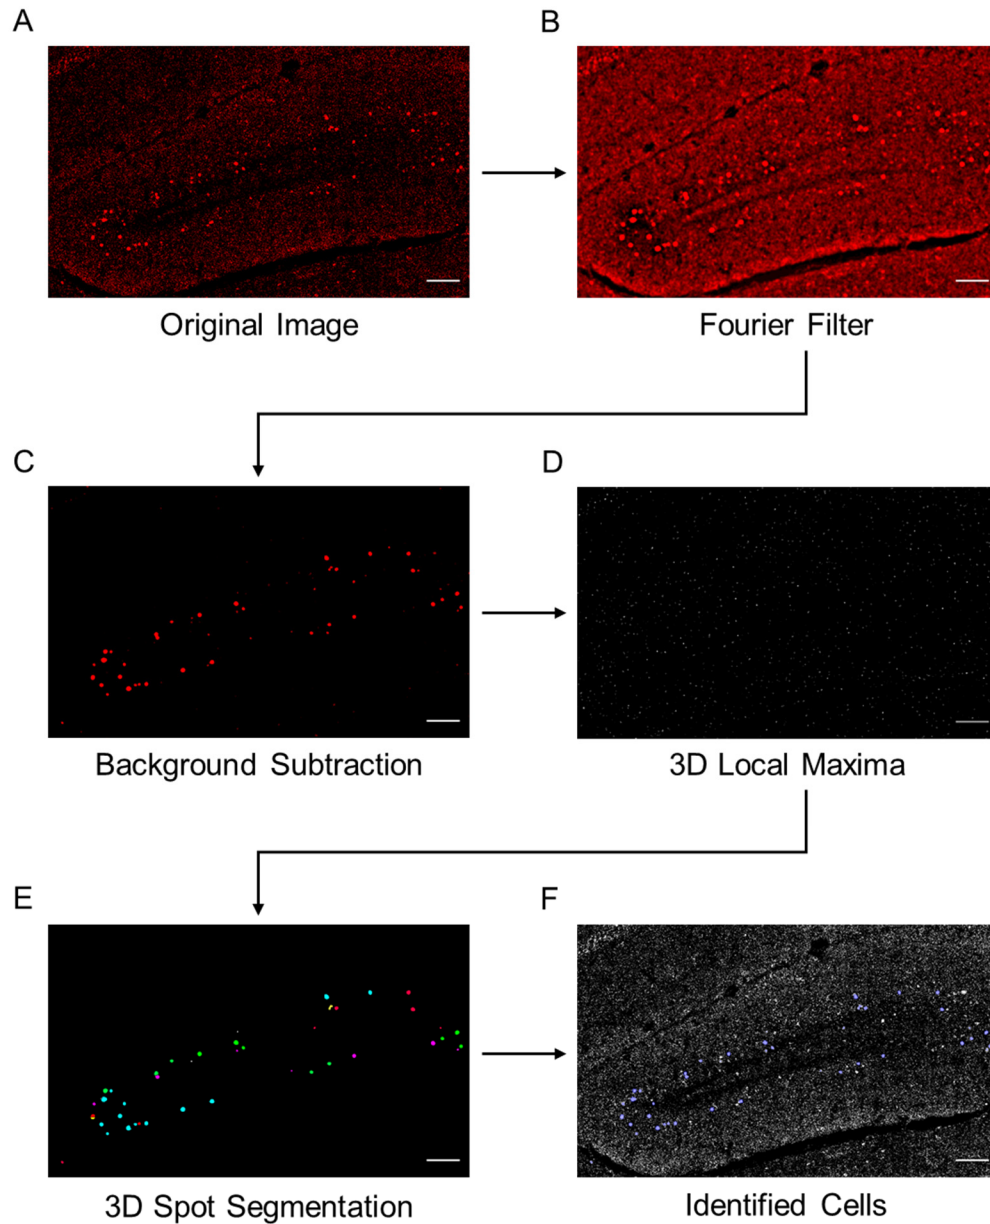 A
B
Original Image
Fourier Filter
C
D
Background Subtraction
3D Local Maxima
E
F
3D Spot Segmentation
Identified Cells